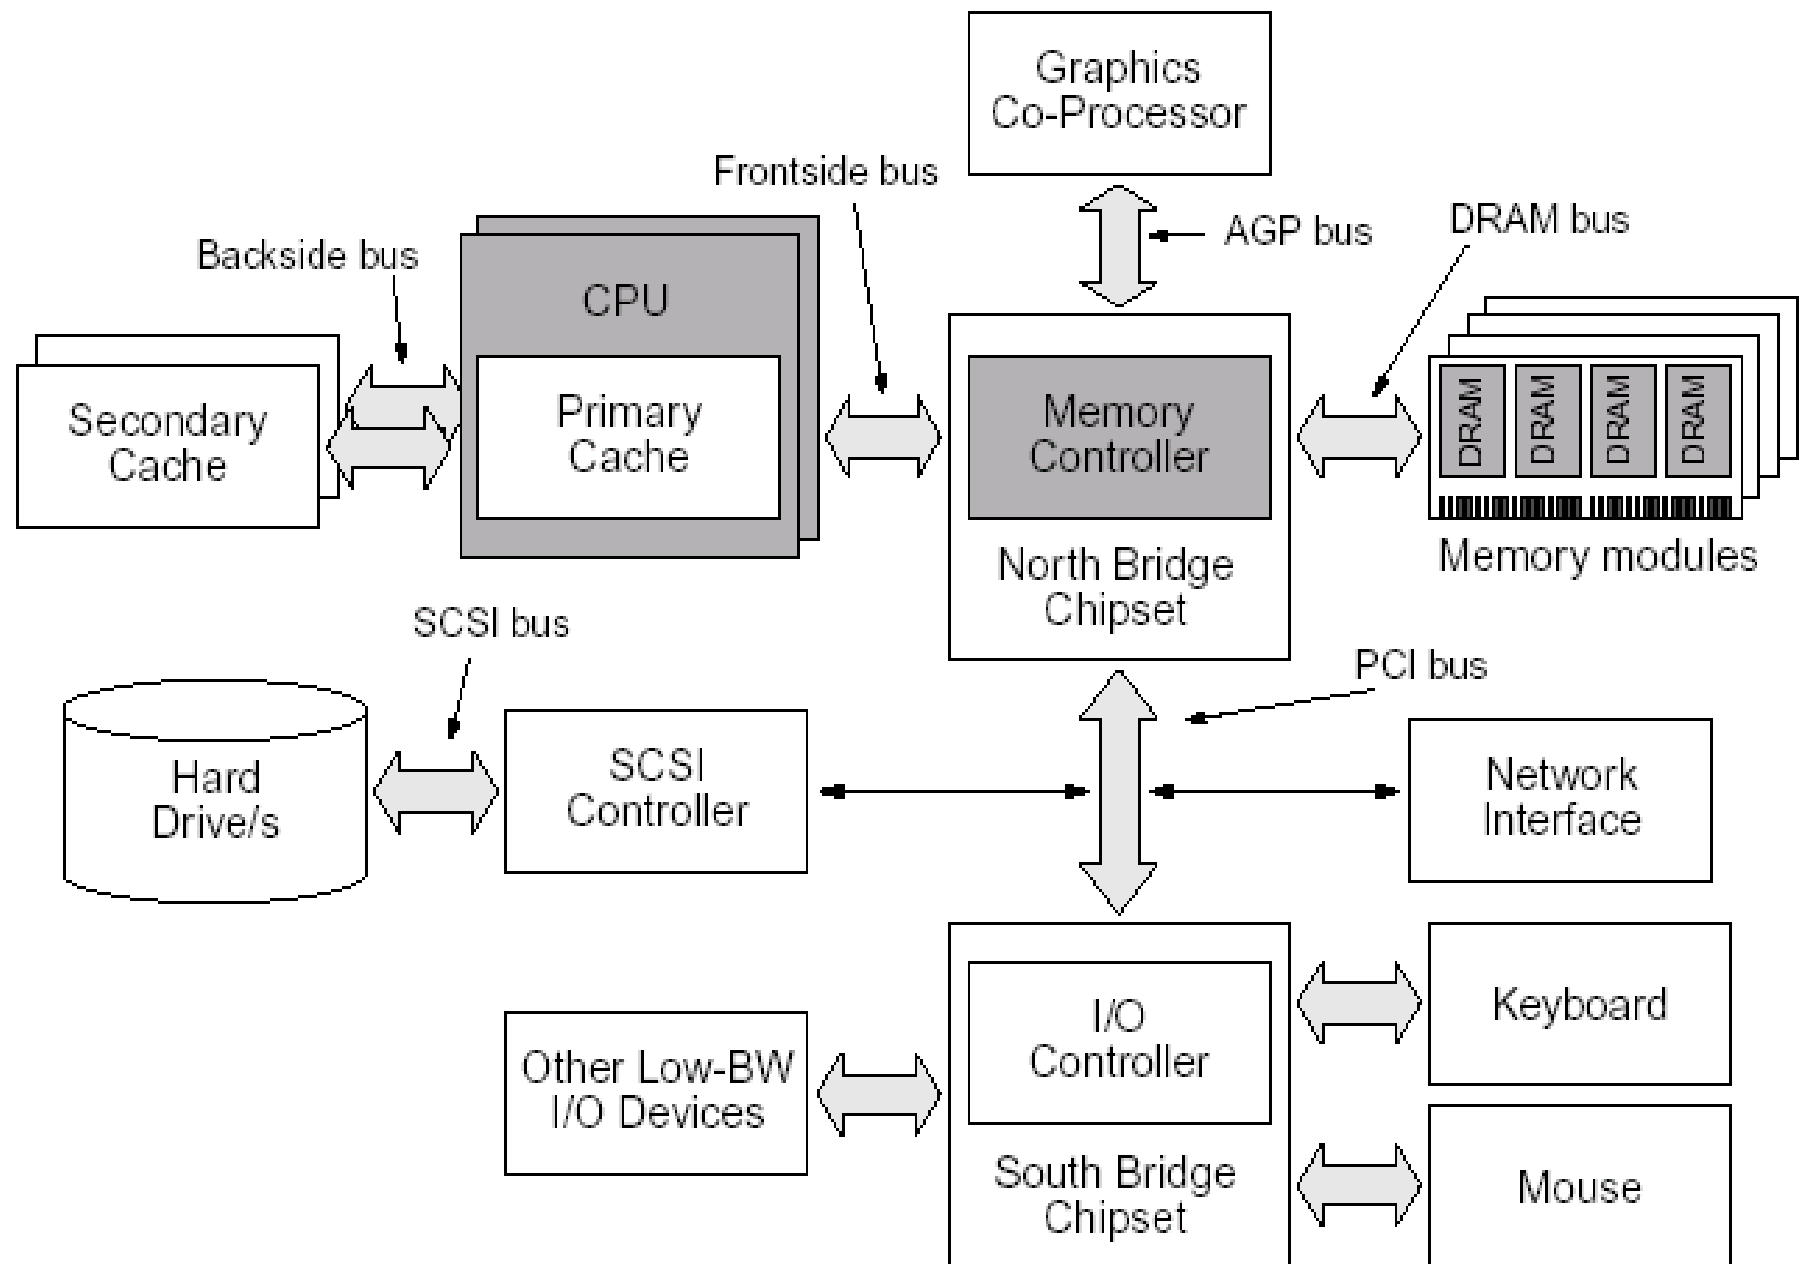 Graphics
Co-Processor
Frontside bus
AGP bus
DRAM bus
Backside bus
CPU
Secondary
Cache
Primary
Cache
Memory
Controller
DRAM
DRAM
DRAM
DRAM
North Bridge
Chipset
Memory modules
SCSI bus
PCI bus
Hard
Drive/s
SCSI
Controller
Network
Interface
I/O
Controller
Keyboard
Other Low-BW
I/O Devices
South Bridge
Chipset
Mouse